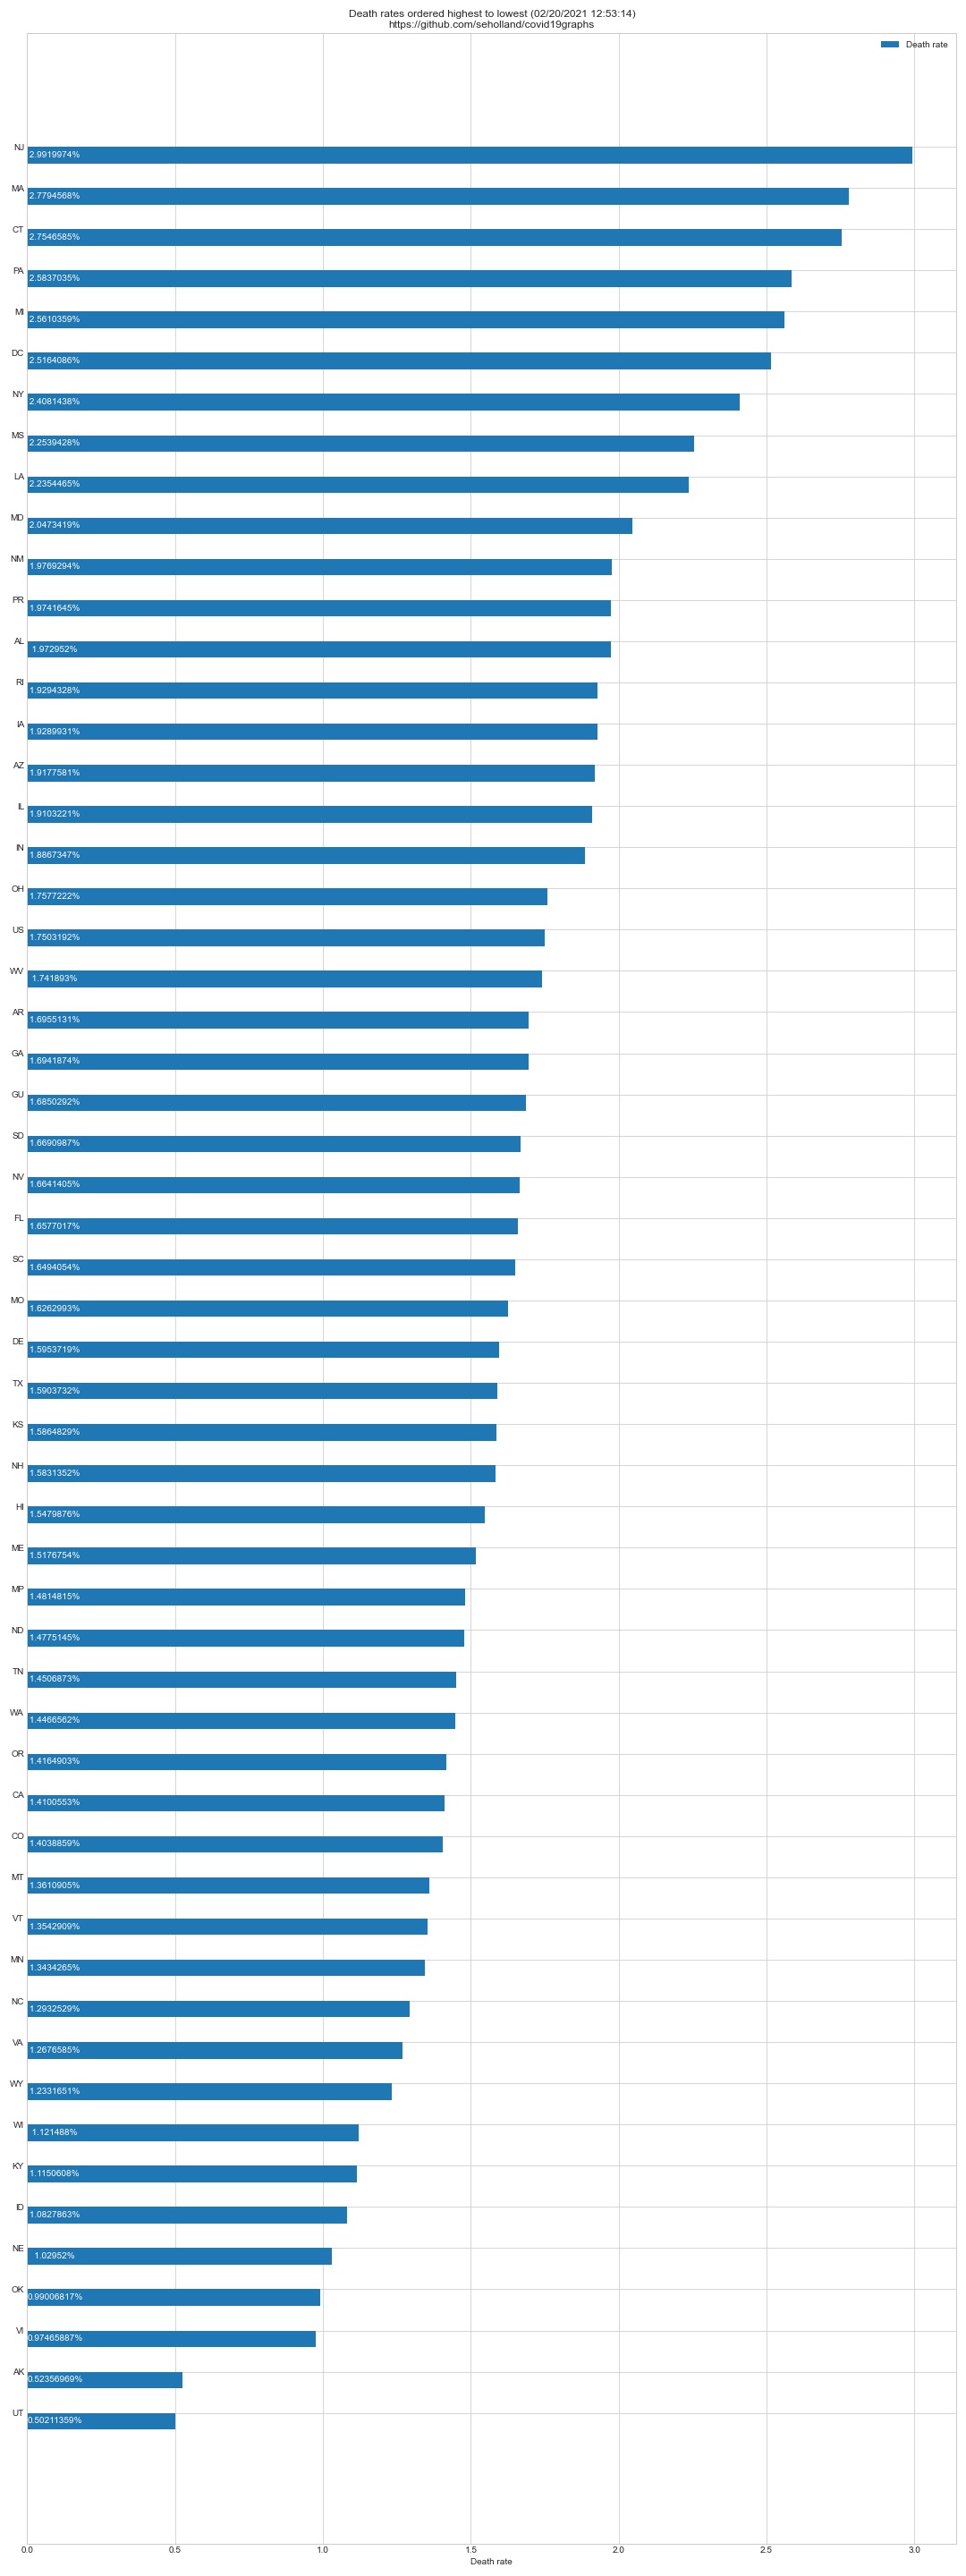 Death rates ordered highest to lowest (02/20/2021 12:53:14)
https://github.com/seholland/covid19graphs
Death rate
NJ 2.9919974%
MA 2.7794568%
CT 2.7546585%
PA 2.5837035%
MI 2.5610359%
DC 2.5164086%
NY 2.4081438%
MS 2.2539428%
LA 2.2354465%
MD 2.0473419%
NM 1.9769294%
PR 1.9741645%
AL 1.972952%
RI 1.9294328%
IA 1.9289931%
AZ 1.9177581%
IL 1.9103221%
IN 1.8867347%
OH 1.7577222%
US 1.7503192%
WV 1.741893%
AR 1.6955131%
GA 1.6941874%
GU 1.6850292%
SD 1.6690987%
NV 1.6641405%
FL 1.6577017%
SC 1.6494054%
MO 1.6262993%
DE 1.5953719%
TX 1.5903732%
KS 1.5864829%
NH 1.5831352%
HI 1.5479876%
ME 1.5176754%
MP 1.4814815%
ND 1.4775145%
TN 1.4506873%
WA 1.4466562%
OR 1.4164903%
CA 1.4100553%
CO 1.4038859%
MT 1.3610905%
VT 1.3542909%
MN 1.3434265%
NC 1.2932529%
VA 1.2676585%
WY 1.2331651%
WI 1.121488%
KY 1.1150608%
ID 1.0827863%
NE 1.02952%
OK 0.99006817%
VI 0.97465887%
AK 0.52356969%
UT 0.50211359%
0.0 0.5 1.0 1.5 2.0 2.5 3.0
Death rate